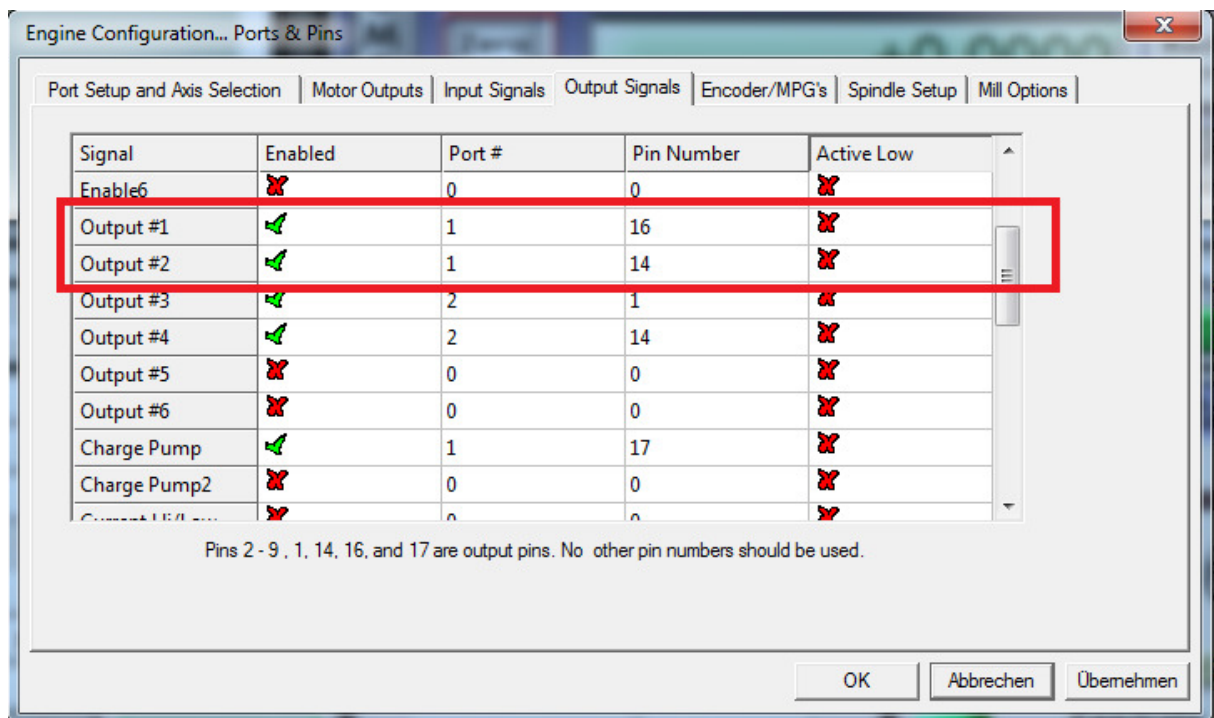 Engine Configuration... Ports & Pins
Port Setup and Axis Selection Motor Outputs Input Signals Output Signals Encoder/MPG's Spindle Setup Mill Options
Signal Enabled Port # Pin Number Active Low
Enable6 0 0
Output #1 1 16
Output #2 1 14
Output #3 2 1
Output #4 2 14
Output #5 0 0
Output #6 0 0
Charge Pump 1 17
Charge Pump2 0 0
Pins 2 - 9 , 1, 14, 16, and 17 are output pins. No other pin numbers should be used.
OK Abbrechen Übernehmen